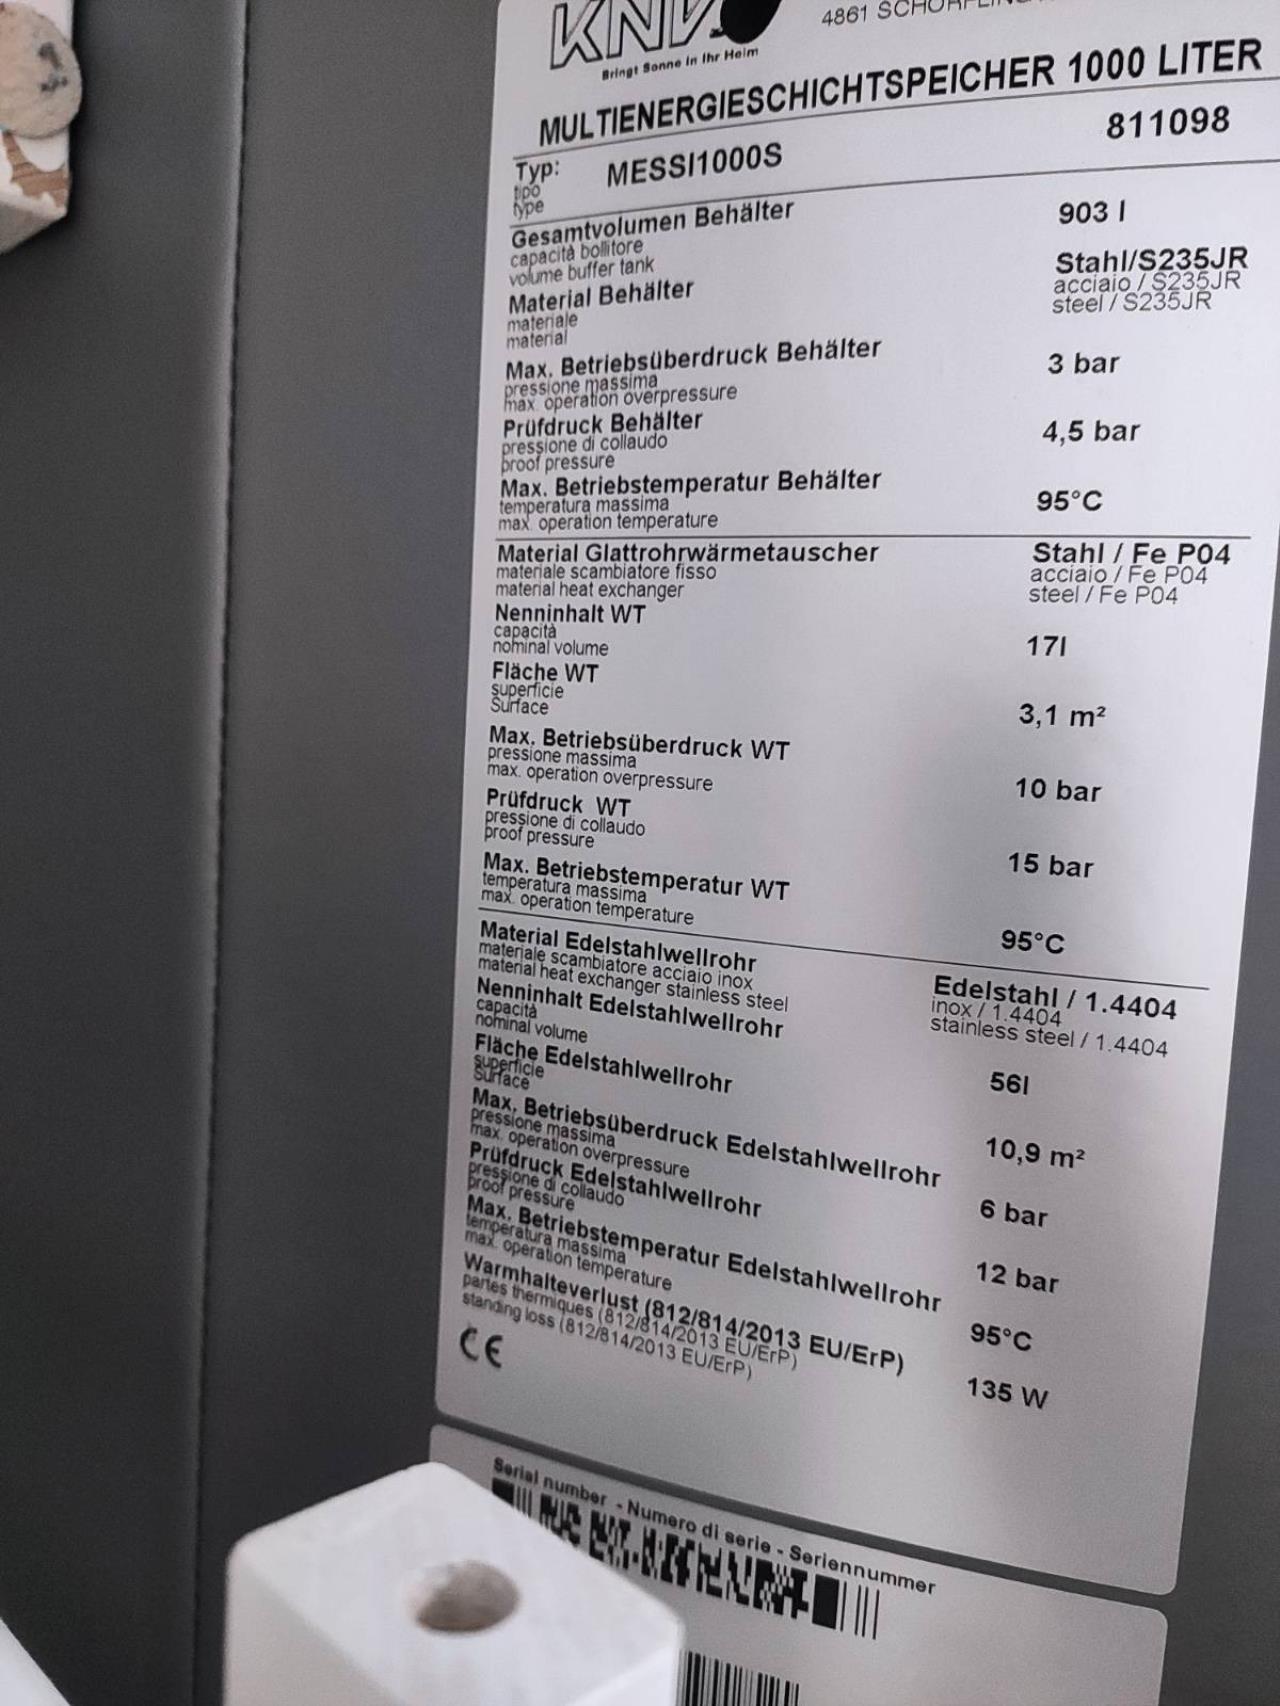 KNV
4861
Bringt Sonne in Ihr Heim
MULTIENERGIESCHICHTSPEICHER 1000 LITER
811098
Typ: MESSI1000S
tipo
type
Gesamtvolumen Behälter 903 l
capacità bollitore
volume buffer tank
Material Behälter Stahl/S235JR
materiale acciaio / S235JR
material steel / S235JR
Max. Betriebsüberdruck Behälter 3 bar
pressione massima
max. operation overpressure
Prüfdruck Behälter 4,5 bar
pressione di collaudo
proof pressure
Max. Betriebstemperatur Behälter 95°C
temperatura massima
max. operation temperature
Material Glattrohrwärmetauscher Stahl / Fe P04
materiale scambiatore fisso acciaio / Fe P04
material heat exchanger steel / Fe P04
Nenninhalt WT 17l
capacità
nominal volume
Fläche WT 3,1 m²
superficie
Surface
Max. Betriebsüberdruck WT 10 bar
pressione massima
max. operation overpressure
Prüfdruck WT 15 bar
pressione di collaudo
proof pressure
Max. Betriebstemperatur WT 95°C
temperatura massima
max. operation temperature
Material Edelstahlwellrohr Edelstahl / 1.4404
materiale scambiatore acciaio inox inox / 1.4404
material heat exchanger stainless steel stainless steel / 1.4404
Nenninhalt Edelstahlwellrohr 56l
capacità
nominal volume
Fläche Edelstahlwellrohr 10,9 m²
superficie
Surface
Max. Betriebsüberdruck Edelstahlwellrohr 6 bar
pressione massima
max. operation overpressure
Prüfdruck Edelstahlwellrohr 12 bar
pressione di collaudo
proof pressure
Max. Betriebstemperatur Edelstahlwellrohr 95°C
temperatura massima
max. operation temperature
Warmhalteverlust (812/814/2013 EU/ErP) 135 W
partes thermiques (812/814/2013 EU/ErP)
standing loss (812/814/2013 EU/ErP)
CE
Serial number - Numero di serie - Seriennummer